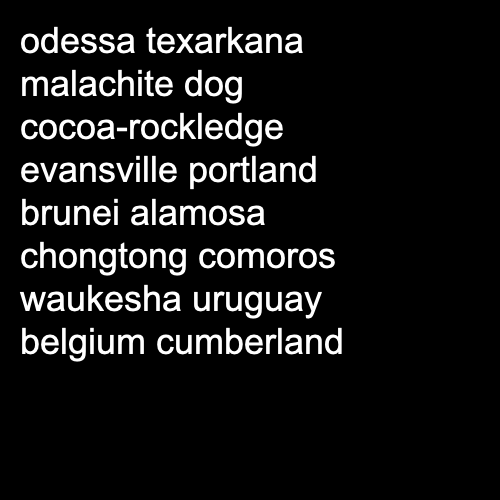 odessa texarkana
malachite dog
cocoa-rockledge
evansville portland
brunei alamosa
chongtong comoros
waukesha uruguay
belgium cumberland